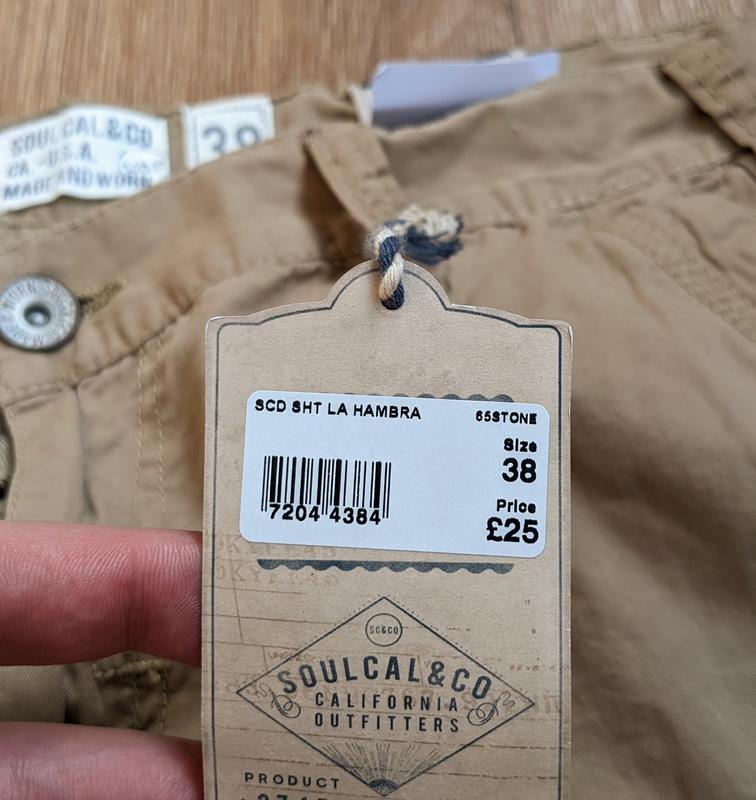 SOULCAL&CO
CA.-U.S.A.
MADE AND WORN
38
SCD SHT LA HAMBRA
65STONE
Size
38
7204 4384
Price
£25
SC&CO
SOULCAL&CO
CALIFORNIA
OUTFITTERS
PRODUCT